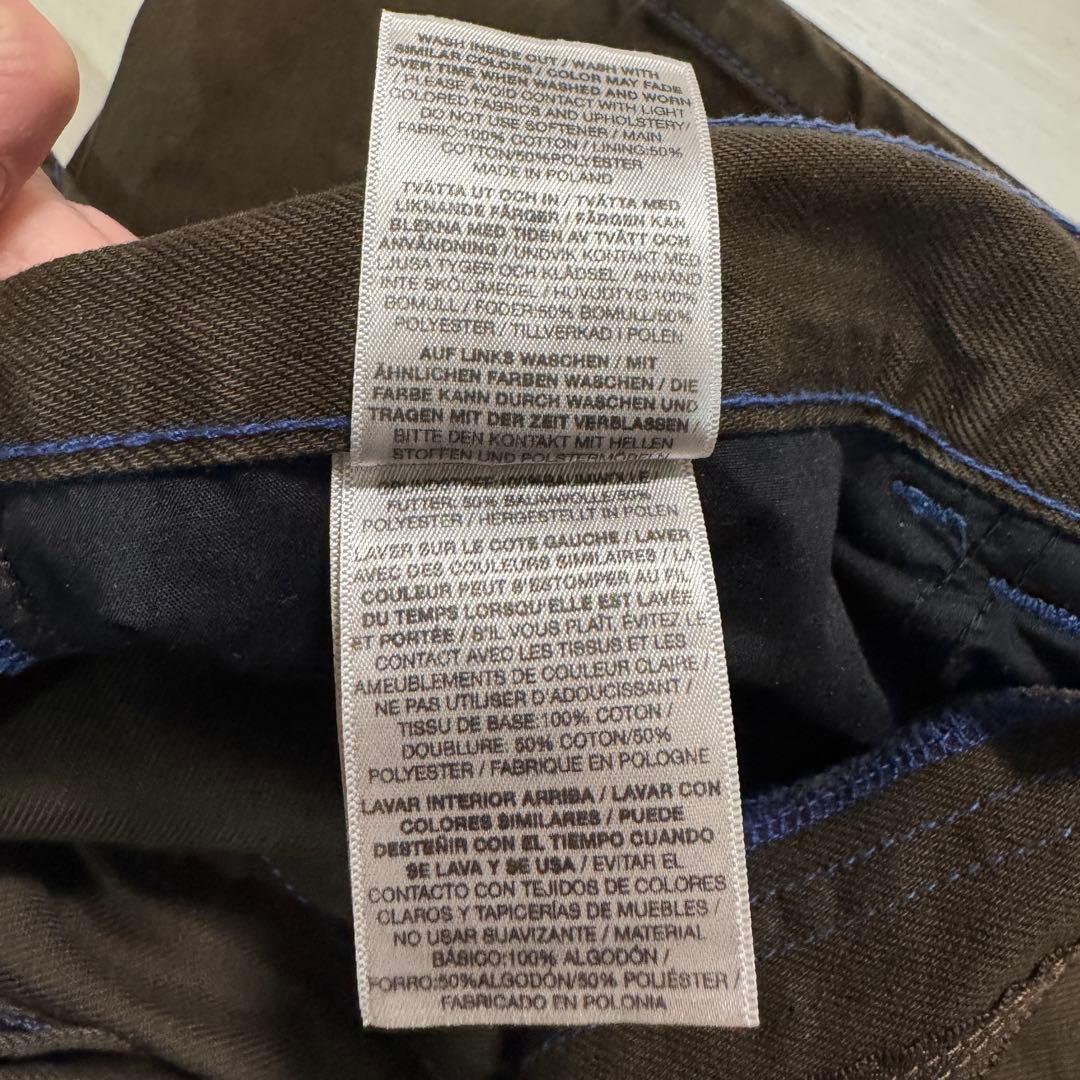 WASH INSIDE OUT / WASH WITH
SIMILAR COLORS / COLOR MAY FADE
OVER TIME WHEN WASHED AND WORN
PLEASE AVOID CONTACT WITH LIGHT
COLORED FABRICS AND UPHOLSTERY/
DO NOT USE SOFTENER / MAIN
FABRIC:100% COTTON / LINING:50%
COTTON/50%POLYESTER
MADE IN POLAND
TVÄTTA UT OCH IN / TVÄTTA MED
LIKNANDE FÄRGER / FÄRGEN KAN
BLEKNA MED TIDEN AV TVÄTT OCH
ANVÄNDNING / UNDVIK KONTAKT MED
LJUSA TYGER OCH KLÄDSEL / ANVÄND
INTE SKÖLJMEDEL / HUVUDTYG:100%
BOMULL / FODER:50% BOMULL/50%
POLYESTER / TILLVERKAD I POLEN
AUF LINKS WASCHEN / MIT
ÄHNLICHEN FARBEN WASCHEN / DIE
FARBE KANN DURCH WASCHEN UND
TRAGEN MIT DER ZEIT VERBLASSEN /
BITTE DEN KONTAKT MIT HELLEN
STOFFEN UND POLSTERMÖBELN
100% BAUMWOLLE
FUTTER: 50% BAUMWOLLE/50%
POLYESTER / HERGESTELLT IN POLEN
LAVER SUR LE COTE GAUCHE / LAVER
AVEC DES COULEURS SIMILAIRES / LA
COULEUR PEUT S'ESTOMPER AU FIL
DU TEMPS LORSQU'ELLE EST LAVÉE
ET PORTÉE / S'IL VOUS PLAÎT, ÉVITEZ LE
CONTACT AVEC LES TISSUS ET LES
AMEUBLEMENTS DE COULEUR CLAIRE /
NE PAS UTILISER D'ADOUCISSANT /
TISSU DE BASE:100% COTON /
DOUBLURE: 50% COTON/50%
POLYESTER / FABRIQUE EN POLOGNE
LAVAR INTERIOR ARRIBA / LAVAR CON
COLORES SIMILARES / PUEDE
DESTEÑIR CON EL TIEMPO CUANDO
SE LAVA Y SE USA / EVITAR EL
CONTACTO CON TEJIDOS DE COLORES
CLAROS Y TAPICERÍAS DE MUEBLES /
NO USAR SUAVIZANTE / MATERIAL
BÁSICO:100% ALGODÓN /
FORRO:50%ALGODÓN/50% POLIÉSTER /
FABRICADO EN POLONIA